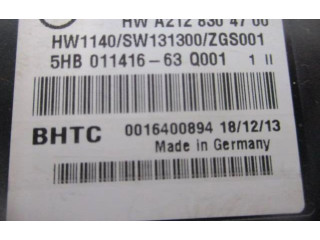 HW A212 830 47 00
HW1140/SW131300/ZGS001
5HB 011416-63 Q001 1 II
BHTC 0016400894 18/12/13
Made in Germany